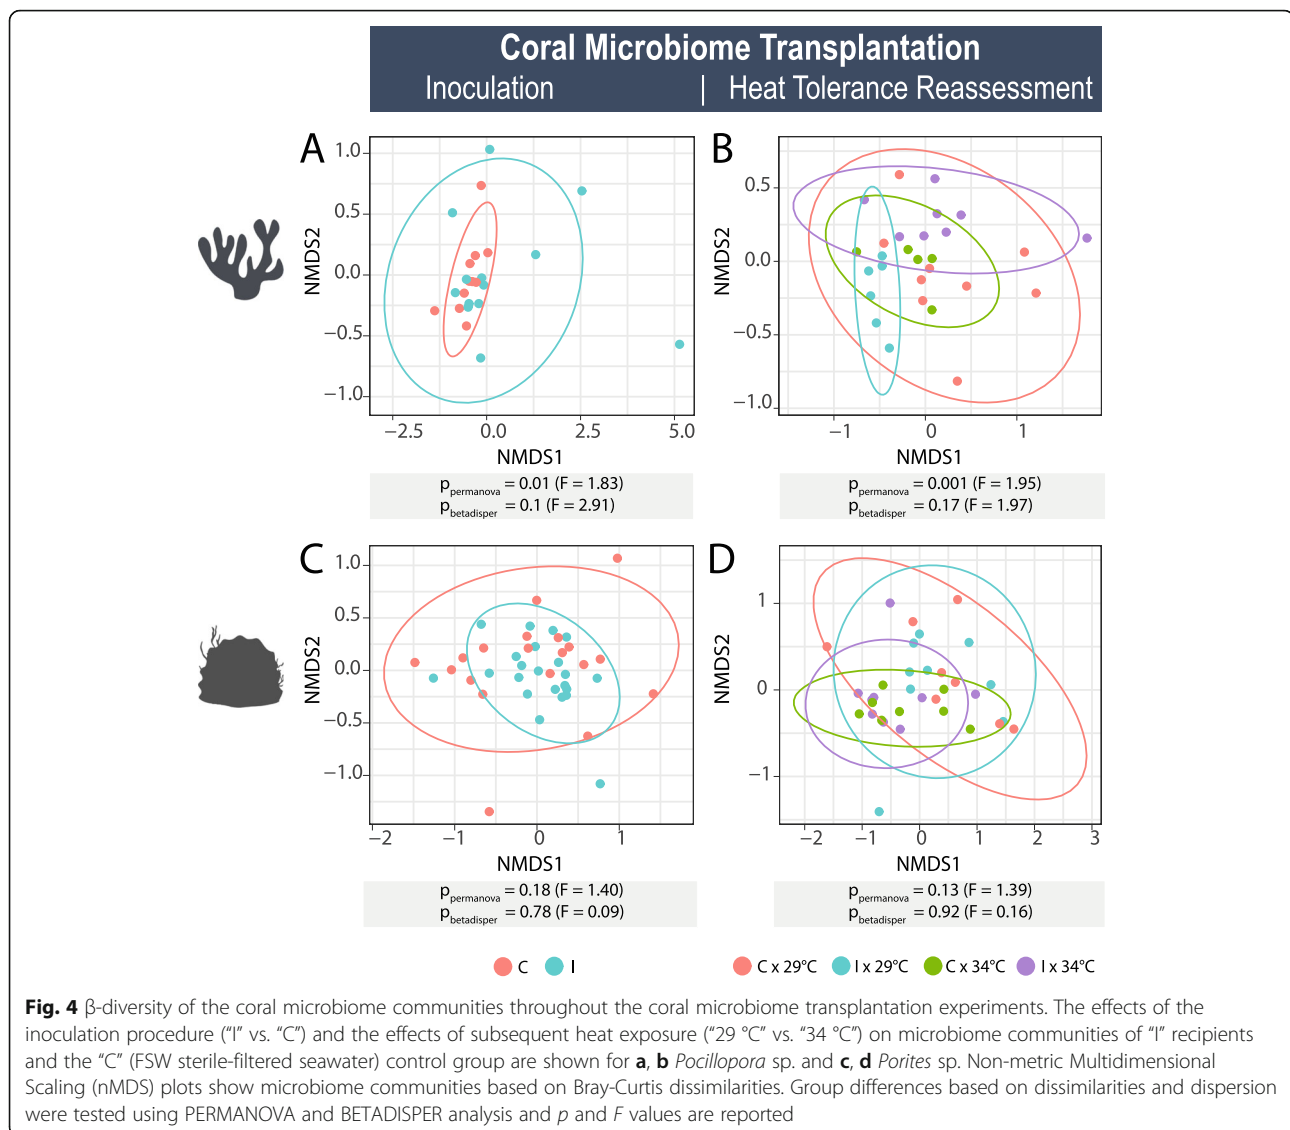 Coral Microbiome Transplantation
Inoculation | Heat Tolerance Reassessment
A
1.0
0.5
0.0
−0.5
−1.0
NMDS2
−2.5 0.0 2.5 5.0
NMDS1
p permanova = 0.01 (F = 1.83)
p betadisper = 0.1 (F = 2.91)
B
0.5
0.0
−0.5
−1.0
NMDS2
−1 0 1
NMDS1
p permanova = 0.001 (F = 1.95)
p betadisper = 0.17 (F = 1.97)
C
1.0
0.5
0.0
−0.5
−1.0
NMDS2
−2 −1 0 1
NMDS1
p permanova = 0.18 (F = 1.40)
p betadisper = 0.78 (F = 0.09)
D
1
0
−1
NMDS2
−2 −1 0 1 2 3
NMDS1
p permanova = 0.13 (F = 1.39)
p betadisper = 0.92 (F = 0.16)
C I
C x 29°C I x 29°C C x 34°C I x 34°C
Fig. 4 β-diversity of the coral microbiome communities throughout the coral microbiome transplantation experiments. The effects of the
inoculation procedure (“I” vs. “C”) and the effects of subsequent heat exposure (“29 °C” vs. “34 °C”) on microbiome communities of “I” recipients
and the “C” (FSW sterile-filtered seawater) control group are shown for a, b Pocillopora sp. and c, d Porites sp. Non-metric Multidimensional
Scaling (nMDS) plots show microbiome communities based on Bray-Curtis dissimilarities. Group differences based on dissimilarities and dispersion
were tested using PERMANOVA and BETADISPER analysis and p and F values are reported